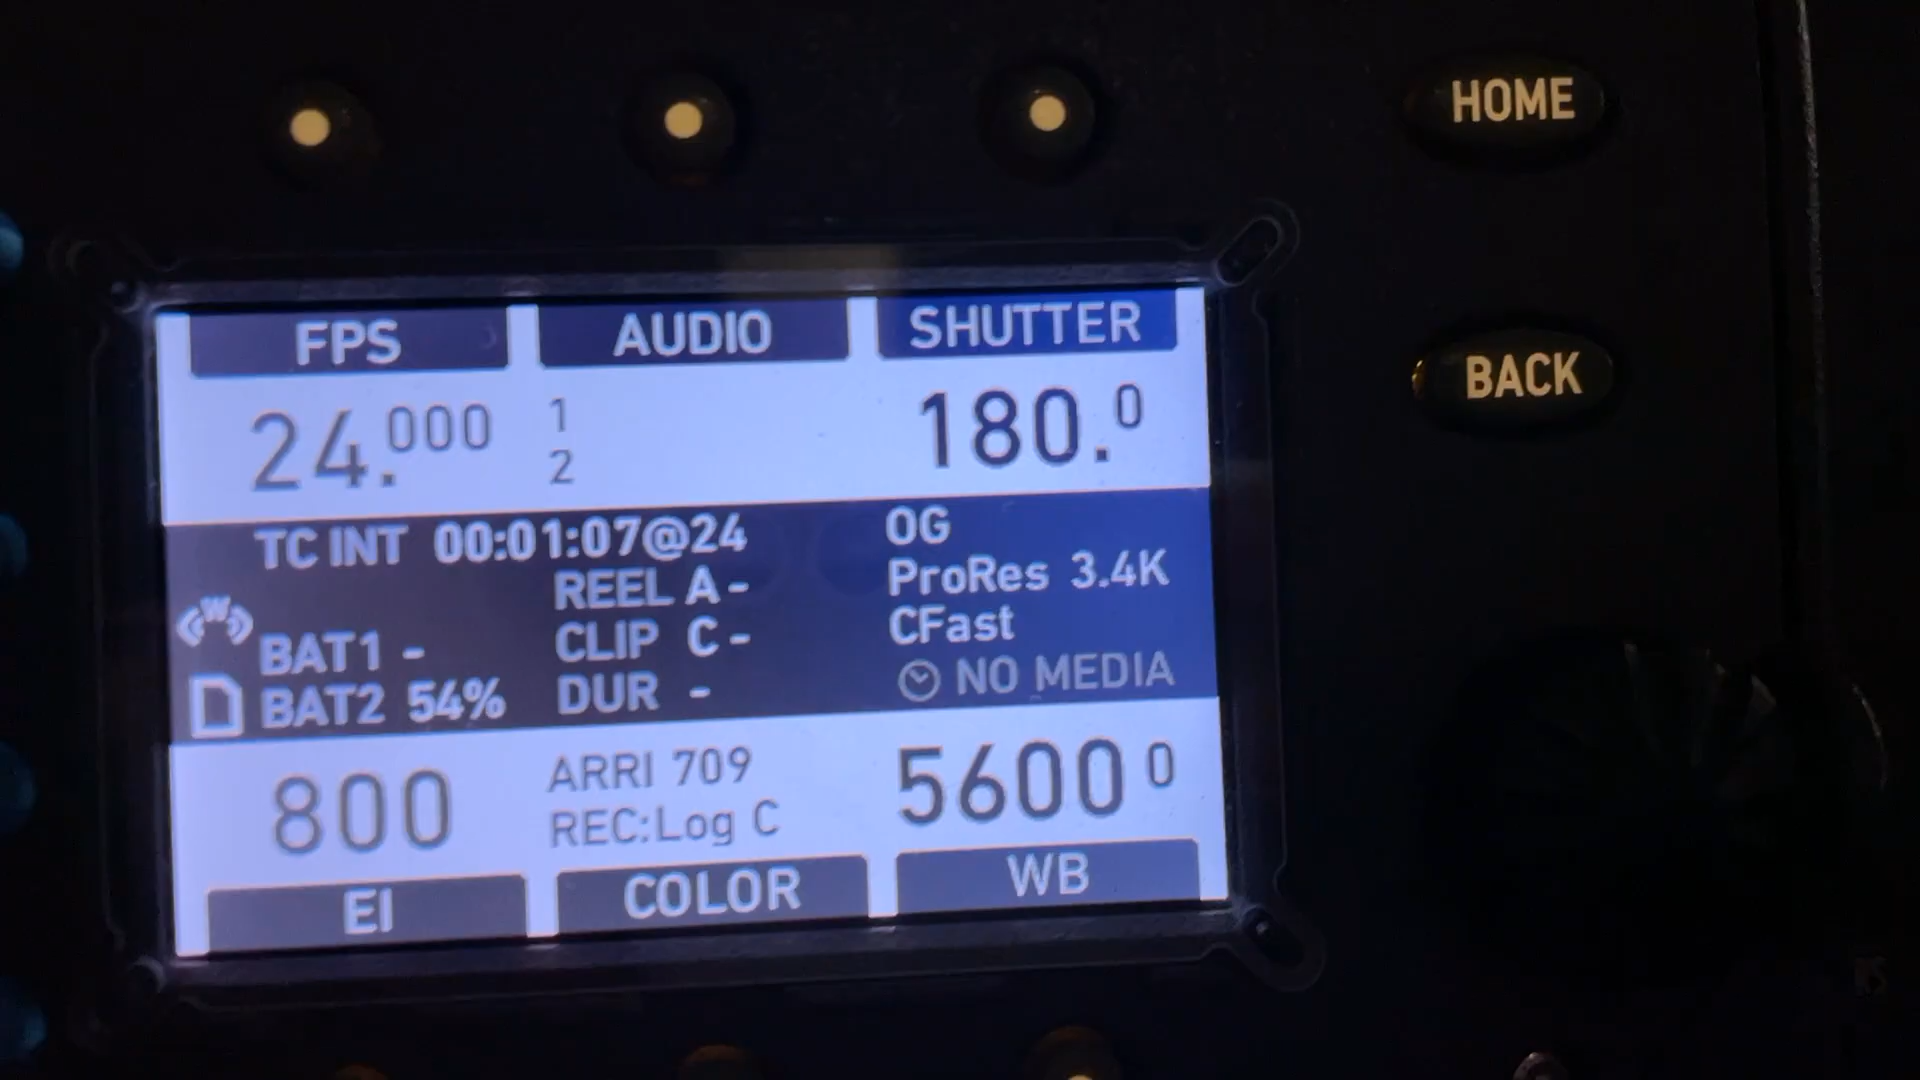 HOME
FPS AUDIO SHUTTER
24.000 1 180.0
2
BACK
TC INT 00:01:07@24 OG
REEL A - ProRes 3.4K
W
BAT1 - CLIP C - CFast
BAT2 54% DUR - NO MEDIA
800 ARRI 709 5600 0
REC:Log C
EI COLOR WB